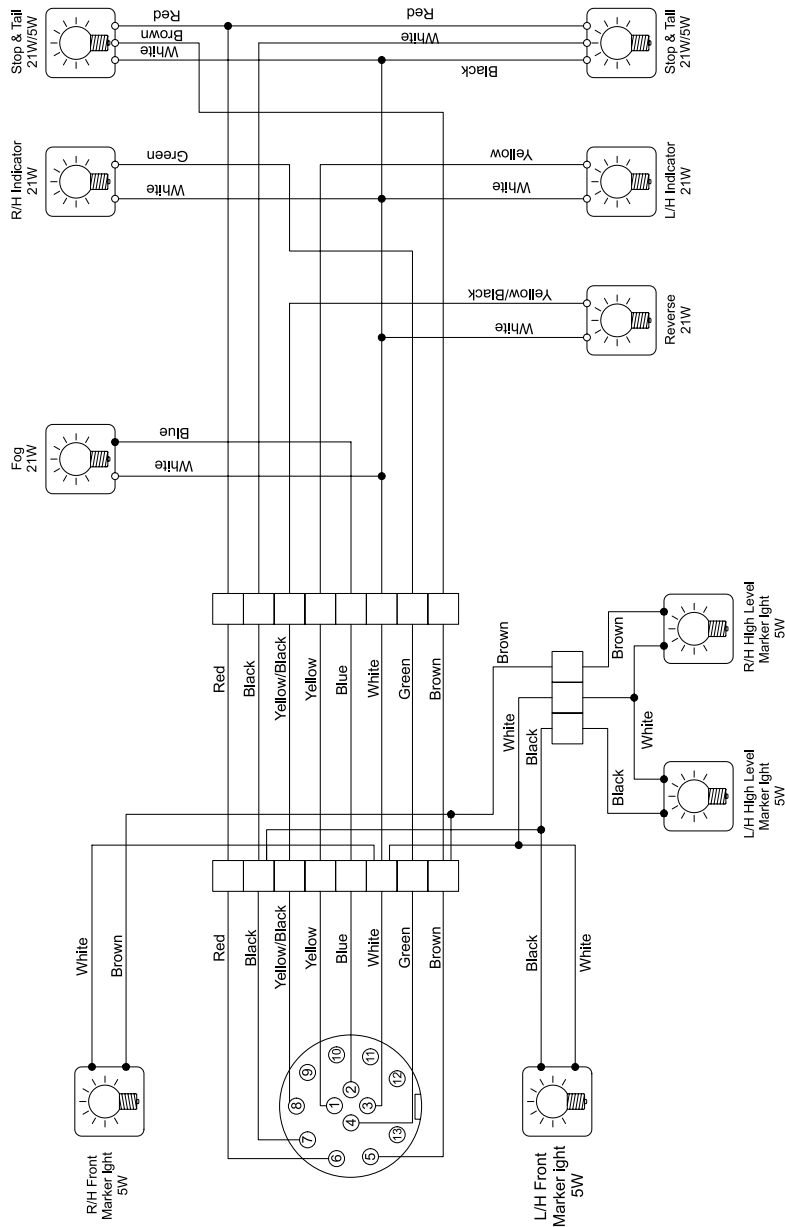 Stop & Tail
21W/5W
Red
Brown
White
Red
White
Black
Stop & Tail
21W/5W
R/H Indicator
21W
Green
White
Yellow
White
L/H Indicator
21W
Yellow/Black
White
Reverse
21W
Fog
21W
Blue
White
Red
Black
Yellow/Black
Yellow
Blue
White
Green
Brown
Brown
White
Black
Brown
White
Black
R/H HIgh Level
Marker Ight
5W
L/H HIgh Level
Marker Ight
5W
White
Brown
Red
Black
Yellow/Black
Yellow
Blue
White
Green
Brown
Black
White
R/H Front
Marker Ight
5W
1
2
3
4
5
6
7
8
9
10
11
12
13
L/H Front
Marker ight
5W